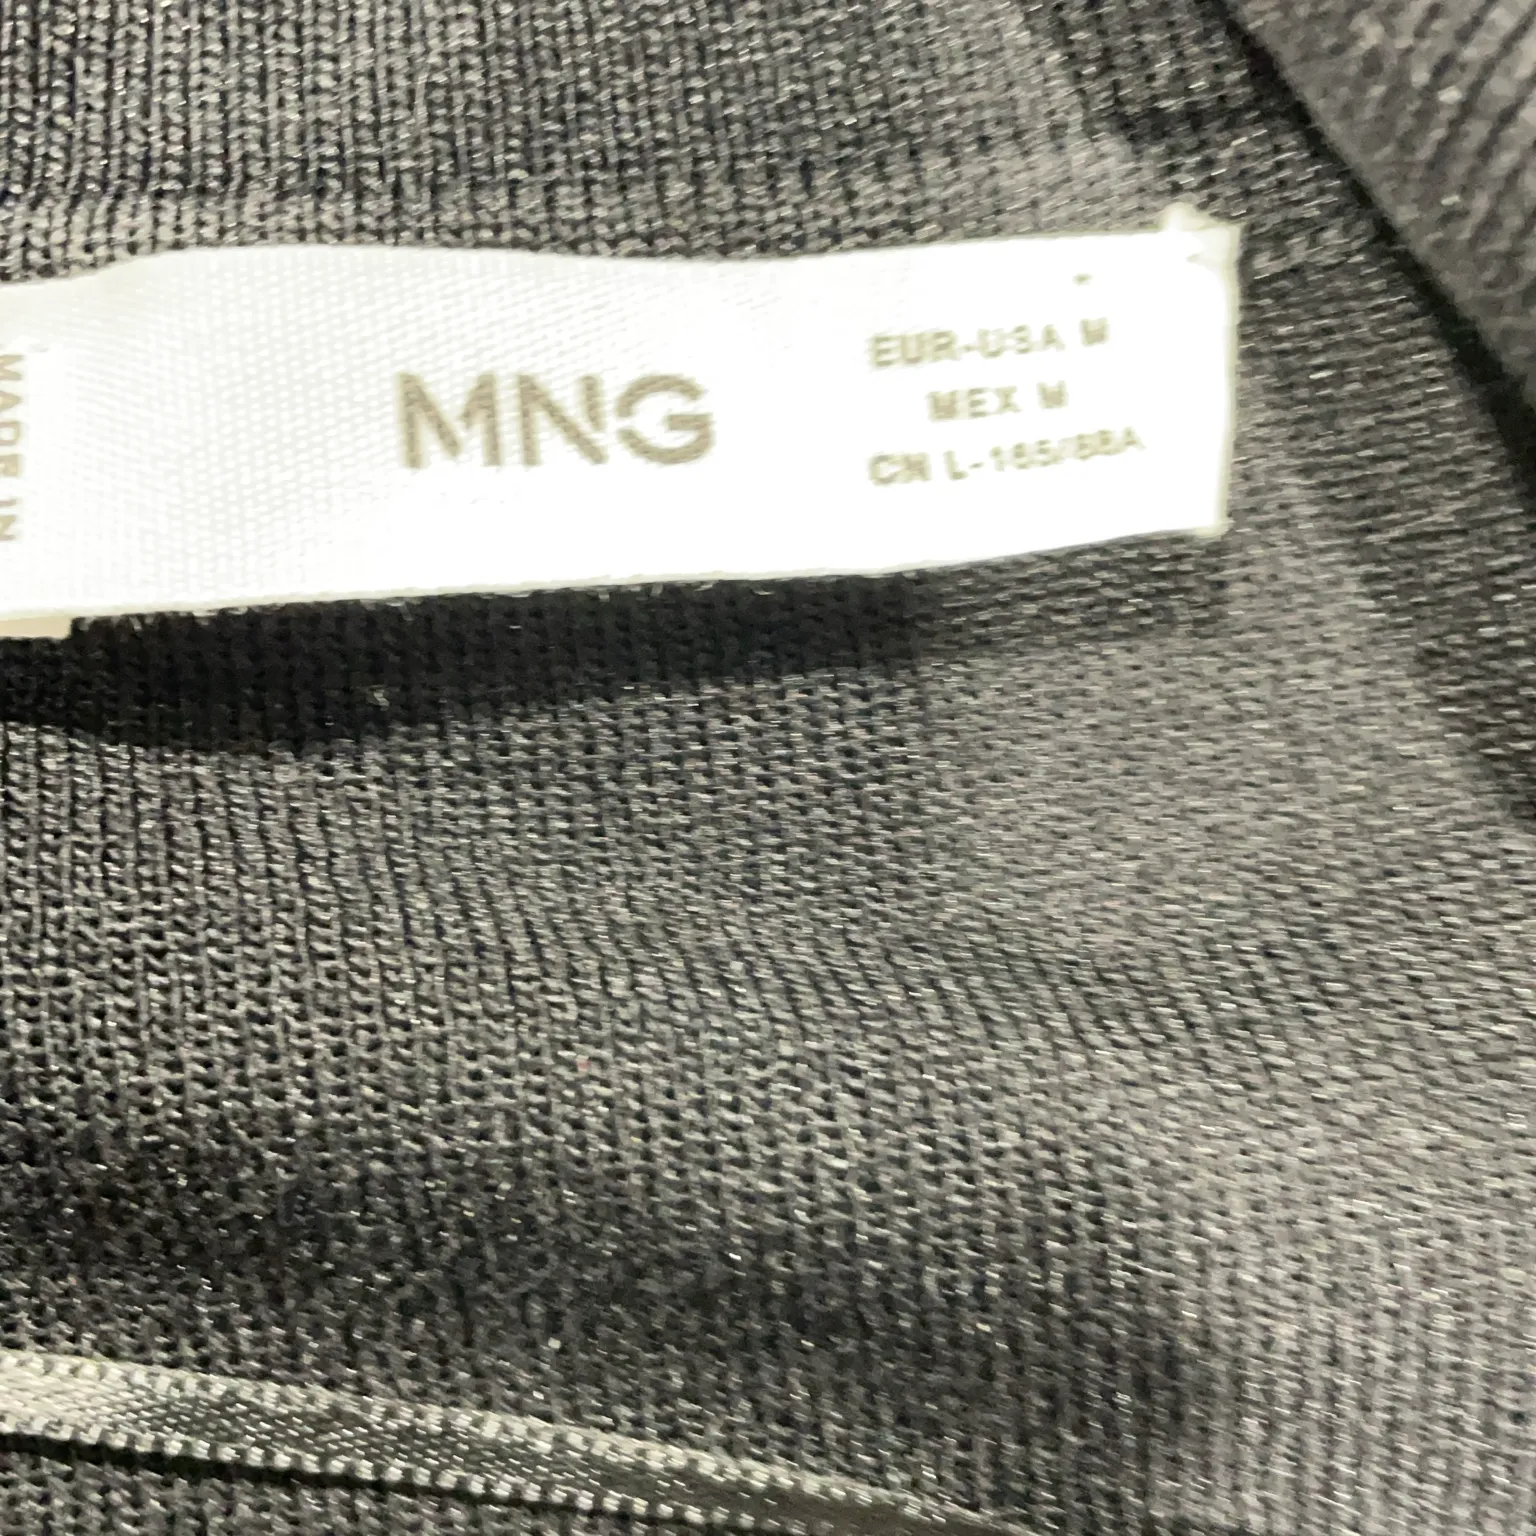 MADE IN
MNG
EUR-USA M
MEX M
CN L-165/88A